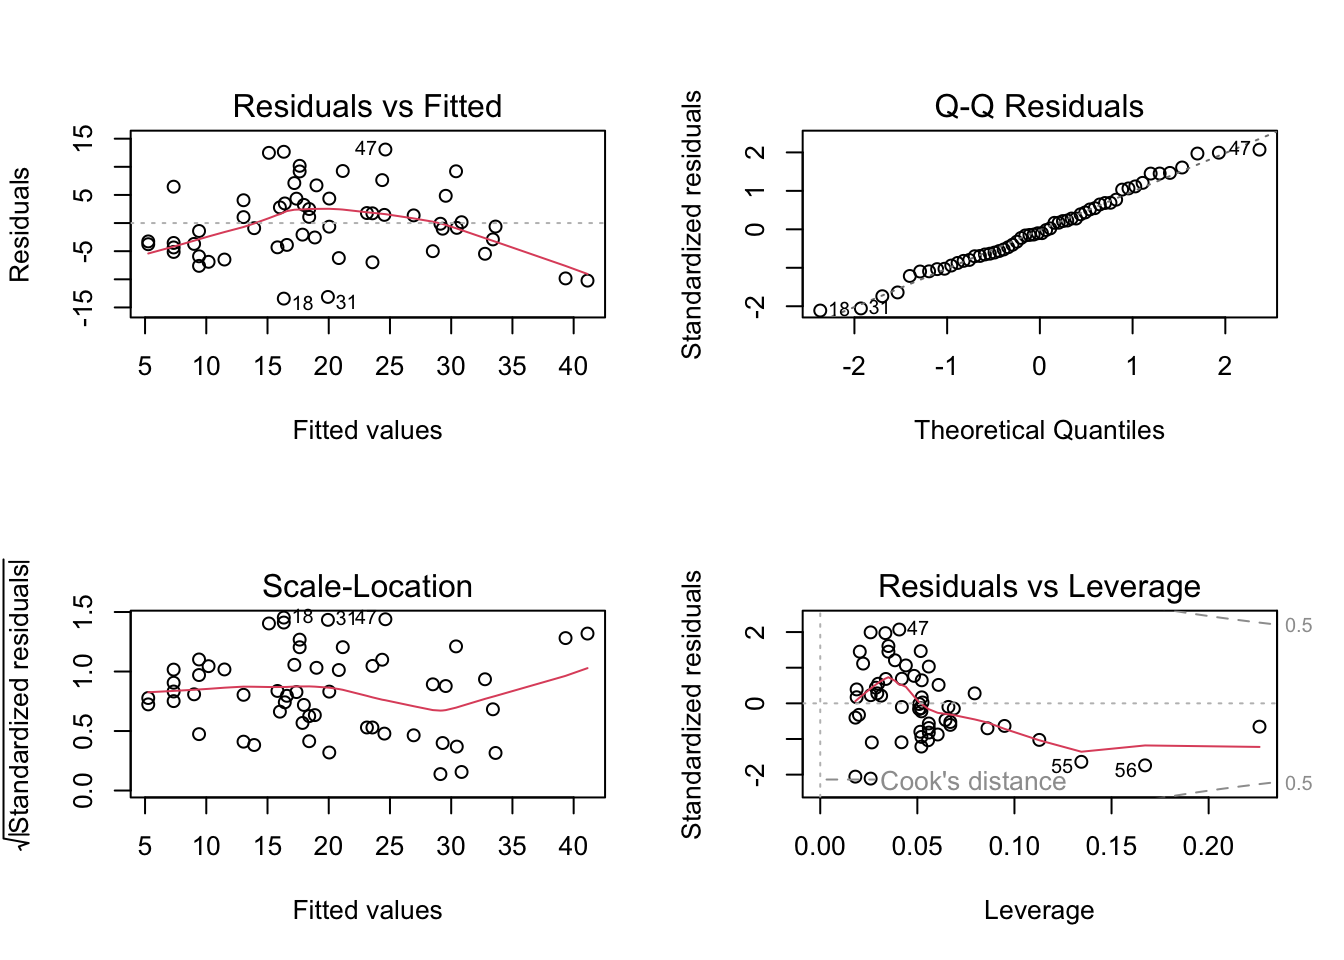 Residuals vs Fitted
Residuals
15
5
-5
-15
47
18
31
5 10 15 20 25 30 35 40
Fitted values
Q-Q Residuals
Standardized residuals
2
1
0
-2
47
18
31
-2 -1 0 1 2
Theoretical Quantiles
Scale-Location
√|Standardized residuals|
1.5
1.0
0.5
0.0
18
31
47
5 10 15 20 25 30 35 40
Fitted values
Residuals vs Leverage
Standardized residuals
2
0
-2
47
0.5
55
56
Cook's distance
0.5
0.00 0.05 0.10 0.15 0.20
Leverage